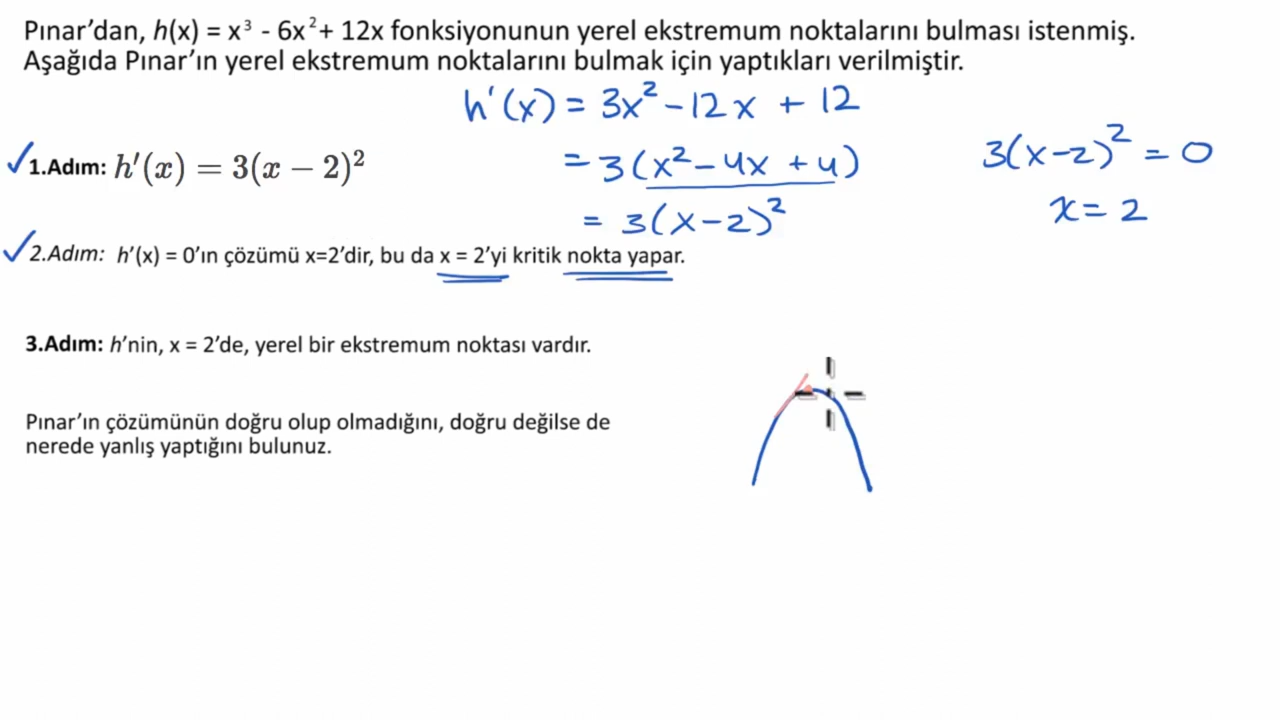 Pınar’dan, h(x) = x³ - 6x²+ 12x fonksiyonunun yerel ekstremum noktalarını bulması istenmiş.
Aşağıda Pınar’ın yerel ekstremum noktalarını bulmak için yaptıkları verilmiştir.
h'(x) = 3x² - 12x + 12
1.Adım: h′(x) = 3(x − 2)²
= 3(x² - 4x + 4)
= 3(x-2)²
3(x-2)² = 0
x = 2
2.Adım: h’(x) = 0’ın çözümü x=2’dir, bu da x = 2’yi kritik nokta yapar.
3.Adım: h’nin, x = 2’de, yerel bir ekstremum noktası vardır.
Pınar’ın çözümünün doğru olup olmadığını, doğru değilse de
nerede yanlış yaptığını bulunuz.